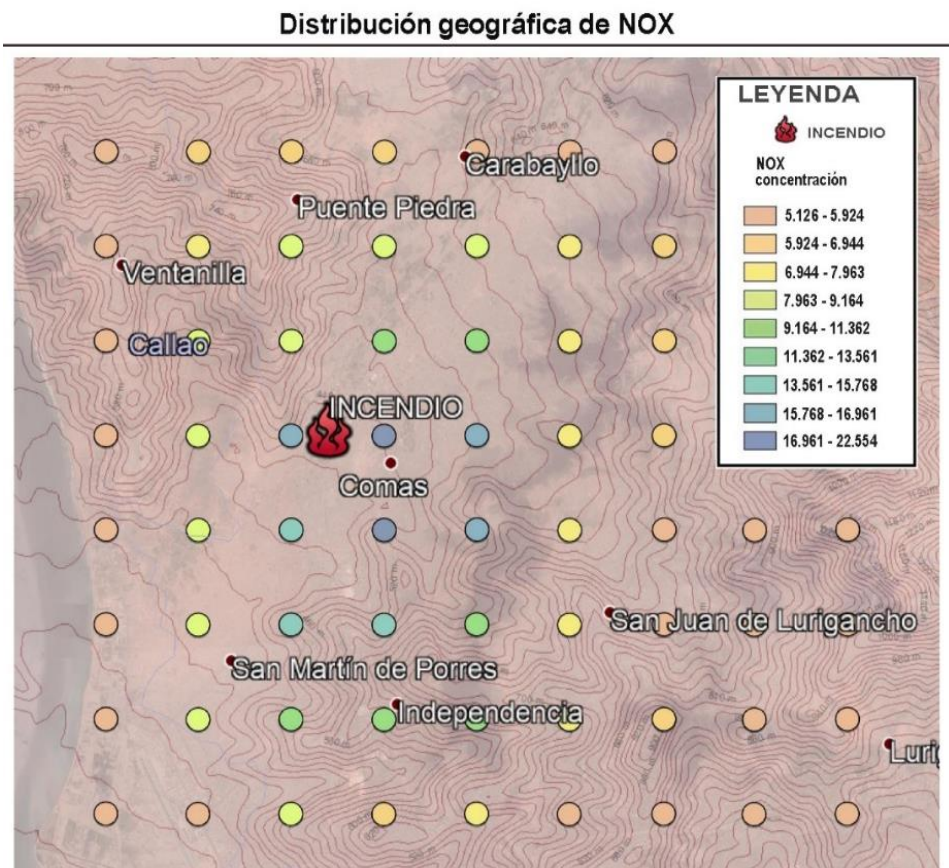 Distribución geográfica de NOX
LEYENDA
INCENDIO
NOX
concentración
5.126 - 5.924
5.924 - 6.944
6.944 - 7.963
7.963 - 9.164
9.164 - 11.362
11.362 - 13.561
13.561 - 15.768
15.768 - 16.961
16.961 - 22.554
Carabayllo
Puente Piedra
Ventanilla
Callao
INCENDIO
Comas
San Juan de Lurigancho
San Martín de Porres
Independencia
Lurig